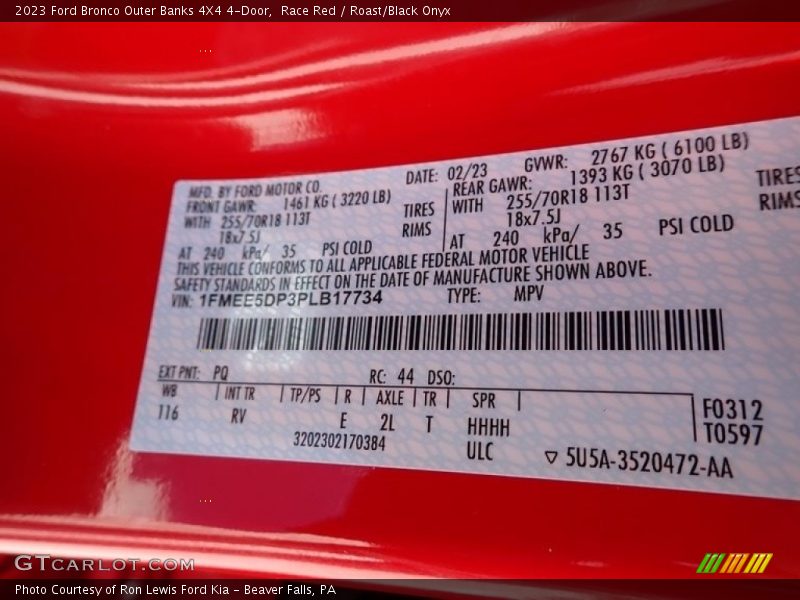 2023 Ford Bronco Outer Banks 4X4 4-Door,  Race Red / Roast/Black Onyx
MFD. BY FORD MOTOR CO. DATE: 02/23 GVWR: 2767 KG ( 6100 LB)
FRONT GAWR: 1461 KG ( 3220 LB) REAR GAWR: 1393 KG ( 3070 LB)
WITH 255/70R18 113T TIRES WITH 255/70R18 113T TIRES
18x7.5J RIMS 18x7.5J RIMS
AT 240 kPa/ 35 PSI COLD AT 240 kPa/ 35 PSI COLD
THIS VEHICLE CONFORMS TO ALL APPLICABLE FEDERAL MOTOR VEHICLE
SAFETY STANDARDS IN EFFECT ON THE DATE OF MANUFACTURE SHOWN ABOVE.
VIN: 1FMEE5DP3PLB17734 TYPE: MPV
EXT PNT: PQ RC: 44 DSO:
WB | INT TR | TP/PS | R | AXLE | TR | SPR | F0312
116 RV E 2L T HHHH T0597
3202302170384 ULC ▽ 5U5A-3520472-AA
GTCARLOT.COM
Photo Courtesy of Ron Lewis Ford Kia - Beaver Falls, PA